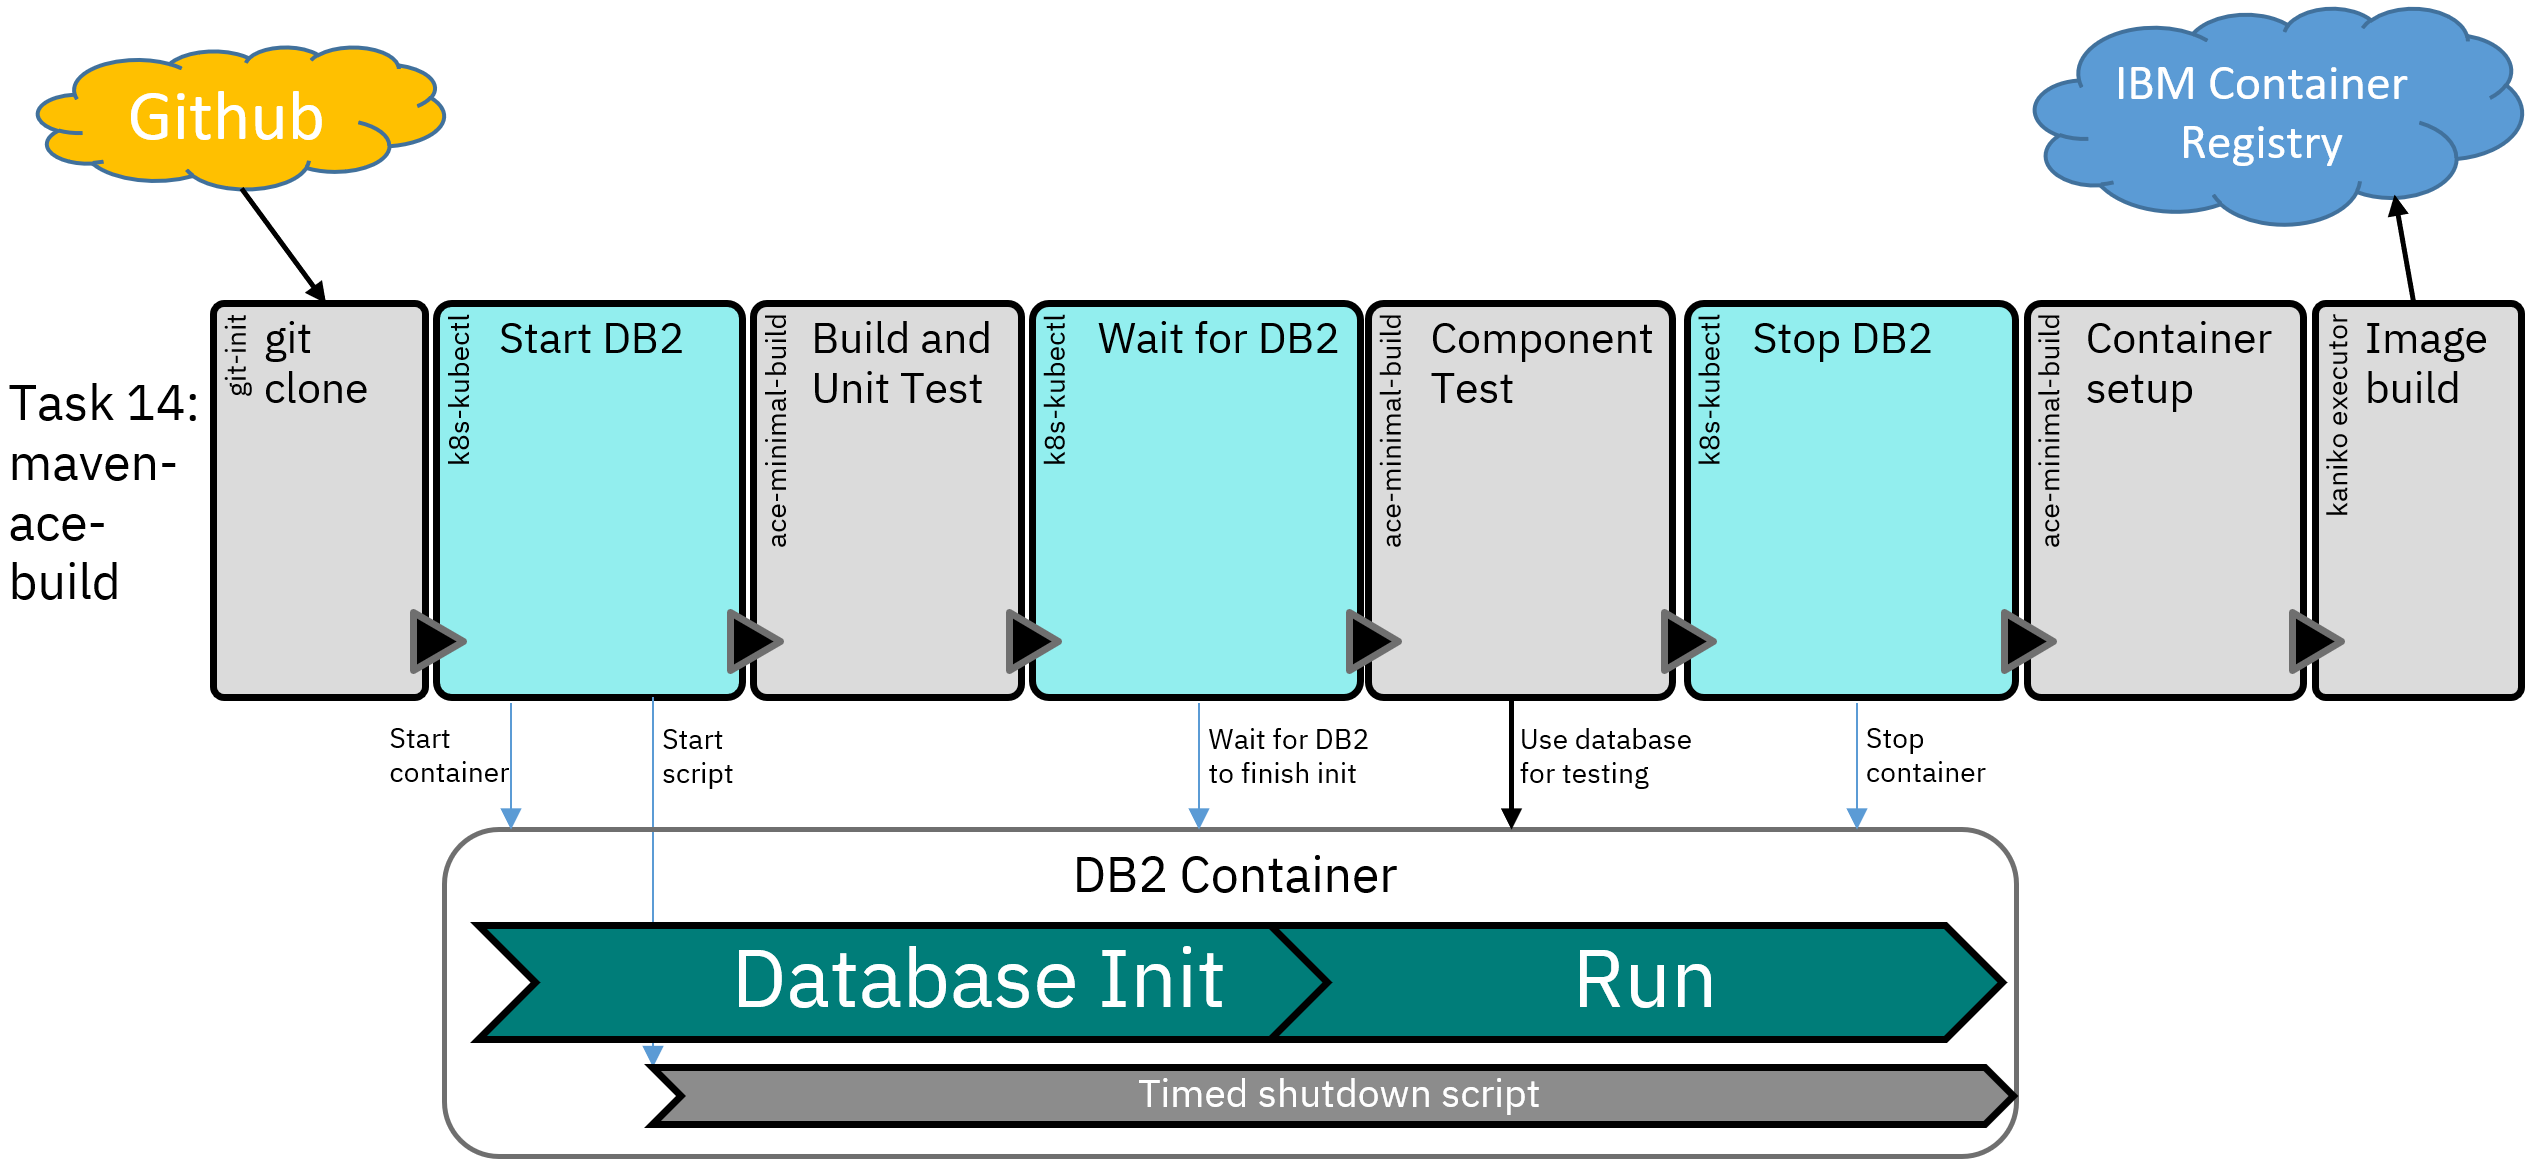 Github
IBM Container
Registry
Task 14:
maven-
ace-
build
git-init
git
clone
k8s-kubectl
Start DB2
ace-minimal-build
Build and
Unit Test
k8s-kubectl
Wait for DB2
ace-minimal-build
Component
Test
k8s-kubectl
Stop DB2
ace-minimal-build
Container
setup
kaniko executor
Image
build
Start
container
Start
script
Wait for DB2
to finish init
Use database
for testing
Stop
container
DB2 Container
Database Init
Run
Timed shutdown script